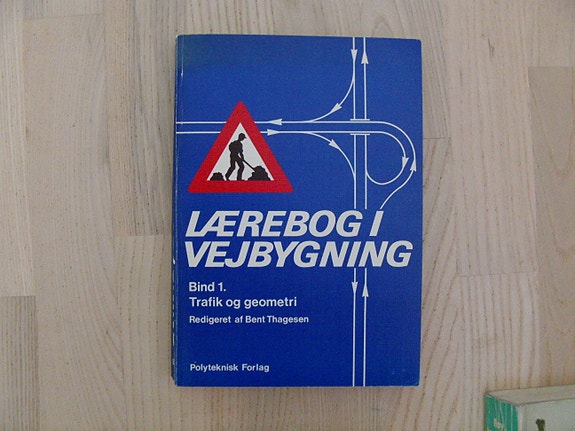 LÆREBOG I
VEJBYGNING
Bind 1.
Trafik og geometri
Redigeret af Bent Thagesen
Polyteknisk Forlag